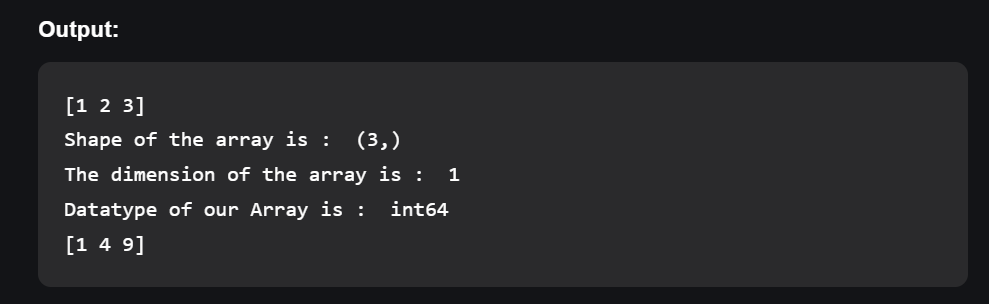 Output:
[1 2 3]
Shape of the array is :  (3,)
The dimension of the array is :  1
Datatype of our Array is :  int64
[1 4 9]